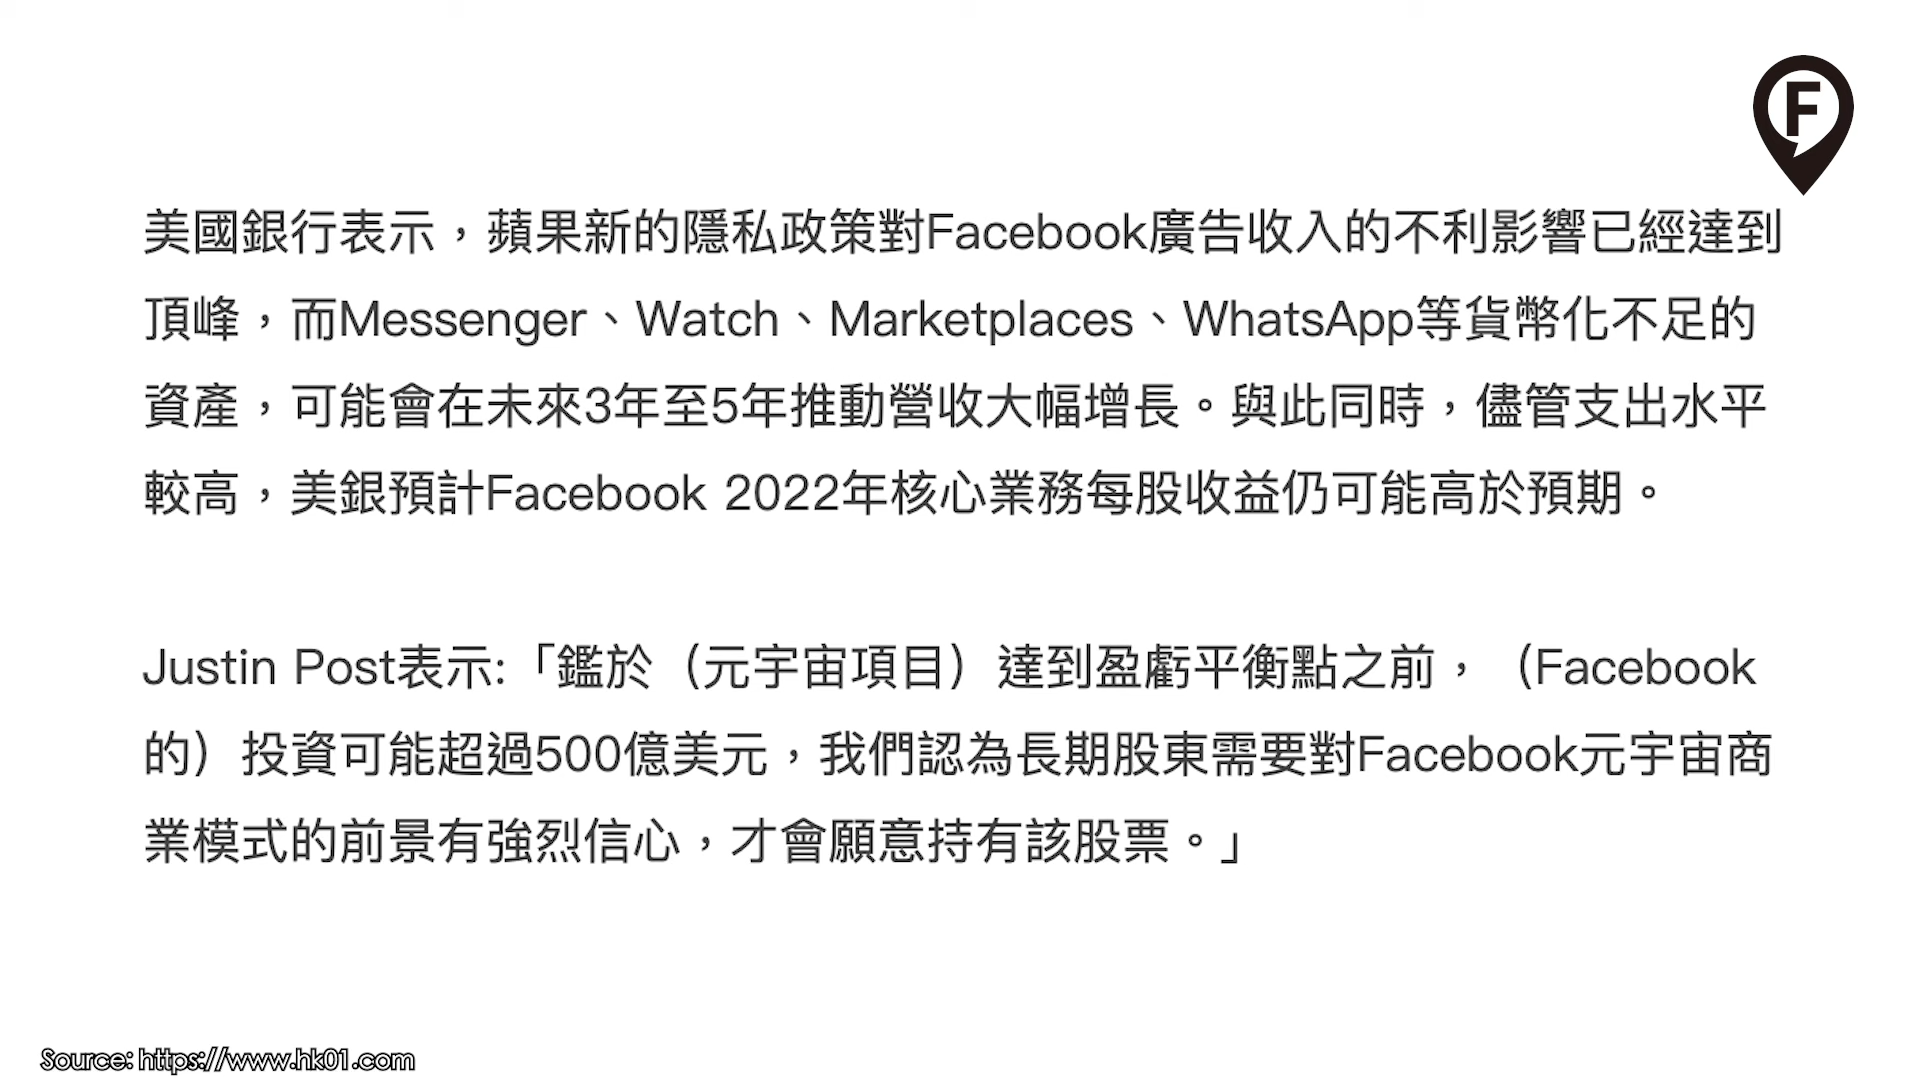 F
美國銀行表示，蘋果新的隱私政策對Facebook廣告收入的不利影響已經達到
頂峰，而Messenger、Watch、Marketplaces、WhatsApp等貨幣化不足的
資產，可能會在未來3年至5年推動營收大幅增長。與此同時，儘管支出水平
較高，美銀預計Facebook 2022年核心業務每股收益仍可能高於預期。
Justin Post表示:「鑑於（元宇宙項目）達到盈虧平衡點之前，（Facebook
的）投資可能超過500億美元，我們認為長期股東需要對Facebook元宇宙商
業模式的前景有強烈信心，才會願意持有該股票。」
Source: https://www.hk01.com